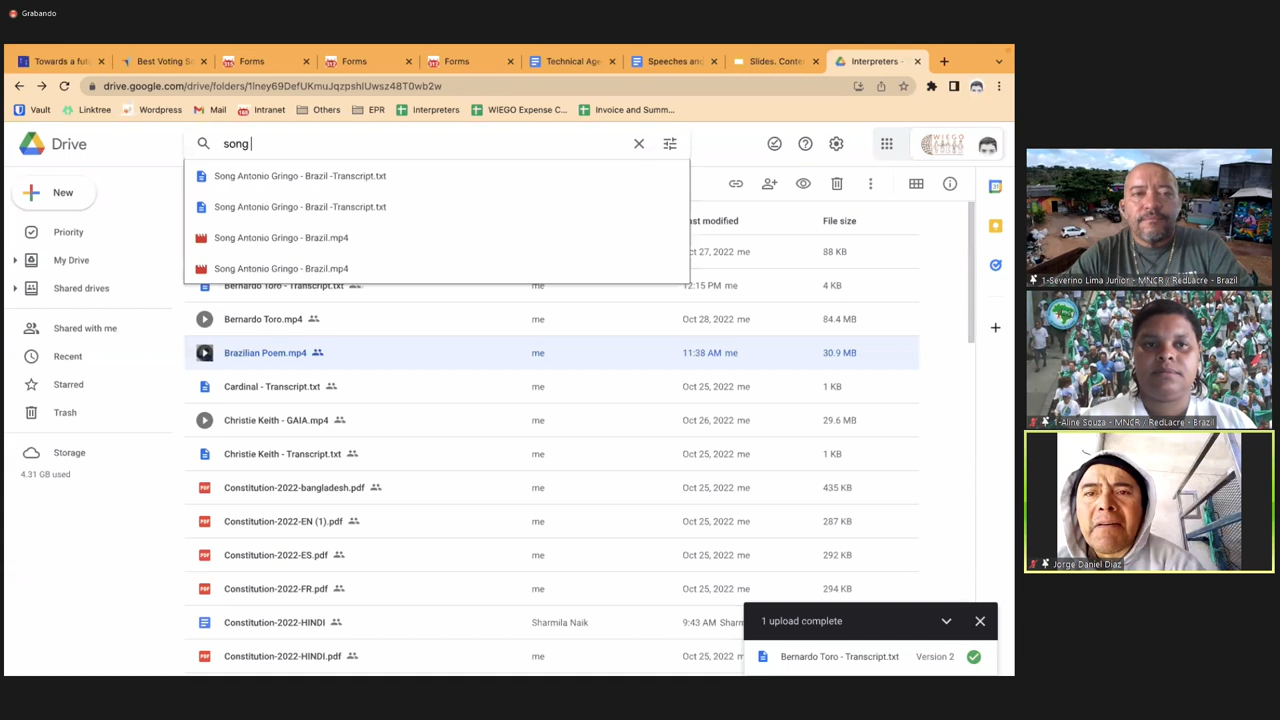 Grabando
Towards a futu
Best Voting So
Forms
Forms
Forms
Technical Age
Speeches and
Slides. Conte
Interpreters -
drive.google.com/drive/folders/1Iney69DefUKmuJqzpshIUwsz48T0wb2w
Vault
Linktree
Wordpress
Mail
Intranet
Others
EPR
Interpreters
WIEGO Expense C...
Invoice and Summ...
Drive
song
WIEGO
New
Song Antonio Gringo - Brazil -Transcript.txt
Song Antonio Gringo - Brazil -Transcript.txt
Song Antonio Gringo - Brazil.mp4
Song Antonio Gringo - Brazil.mp4
Priority
My Drive
Shared drives
Shared with me
Recent
Starred
Trash
Storage
4.31 GB used
ast modified
File size
ct 27, 2022 me
88 KB
Bernardo Toro - Transcript.txt
me
12:15 PM me
4 KB
Bernardo Toro.mp4
me
Oct 28, 2022 me
84.4 MB
Brazilian Poem.mp4
me
11:38 AM me
30.9 MB
Cardinal - Transcript.txt
me
Oct 25, 2022 me
1 KB
Christie Keith - GAIA.mp4
me
Oct 26, 2022 me
29.6 MB
Christie Keith - Transcript.txt
me
Oct 25, 2022 me
1 KB
Constitution-2022-bangladesh.pdf
me
Oct 25, 2022 me
435 KB
Constitution-2022-EN (1).pdf
me
Oct 25, 2022 me
287 KB
Constitution-2022-ES.pdf
me
Oct 25, 2022 me
292 KB
Constitution-2022-FR.pdf
me
Oct 25, 2022 me
294 KB
Constitution-2022-HINDI
Sharmila Naik
9:43 AM Sharm
Constitution-2022-HINDI.pdf
me
Oct 25, 2022 m
1 upload complete
Bernardo Toro - Transcript.txt
Version 2
1-Severino Lima Junior - MNCR / RedLacre - Brazil
1-Aline Souza - MNCR / RedLacre - Brazil
Jorge Daniel Diaz